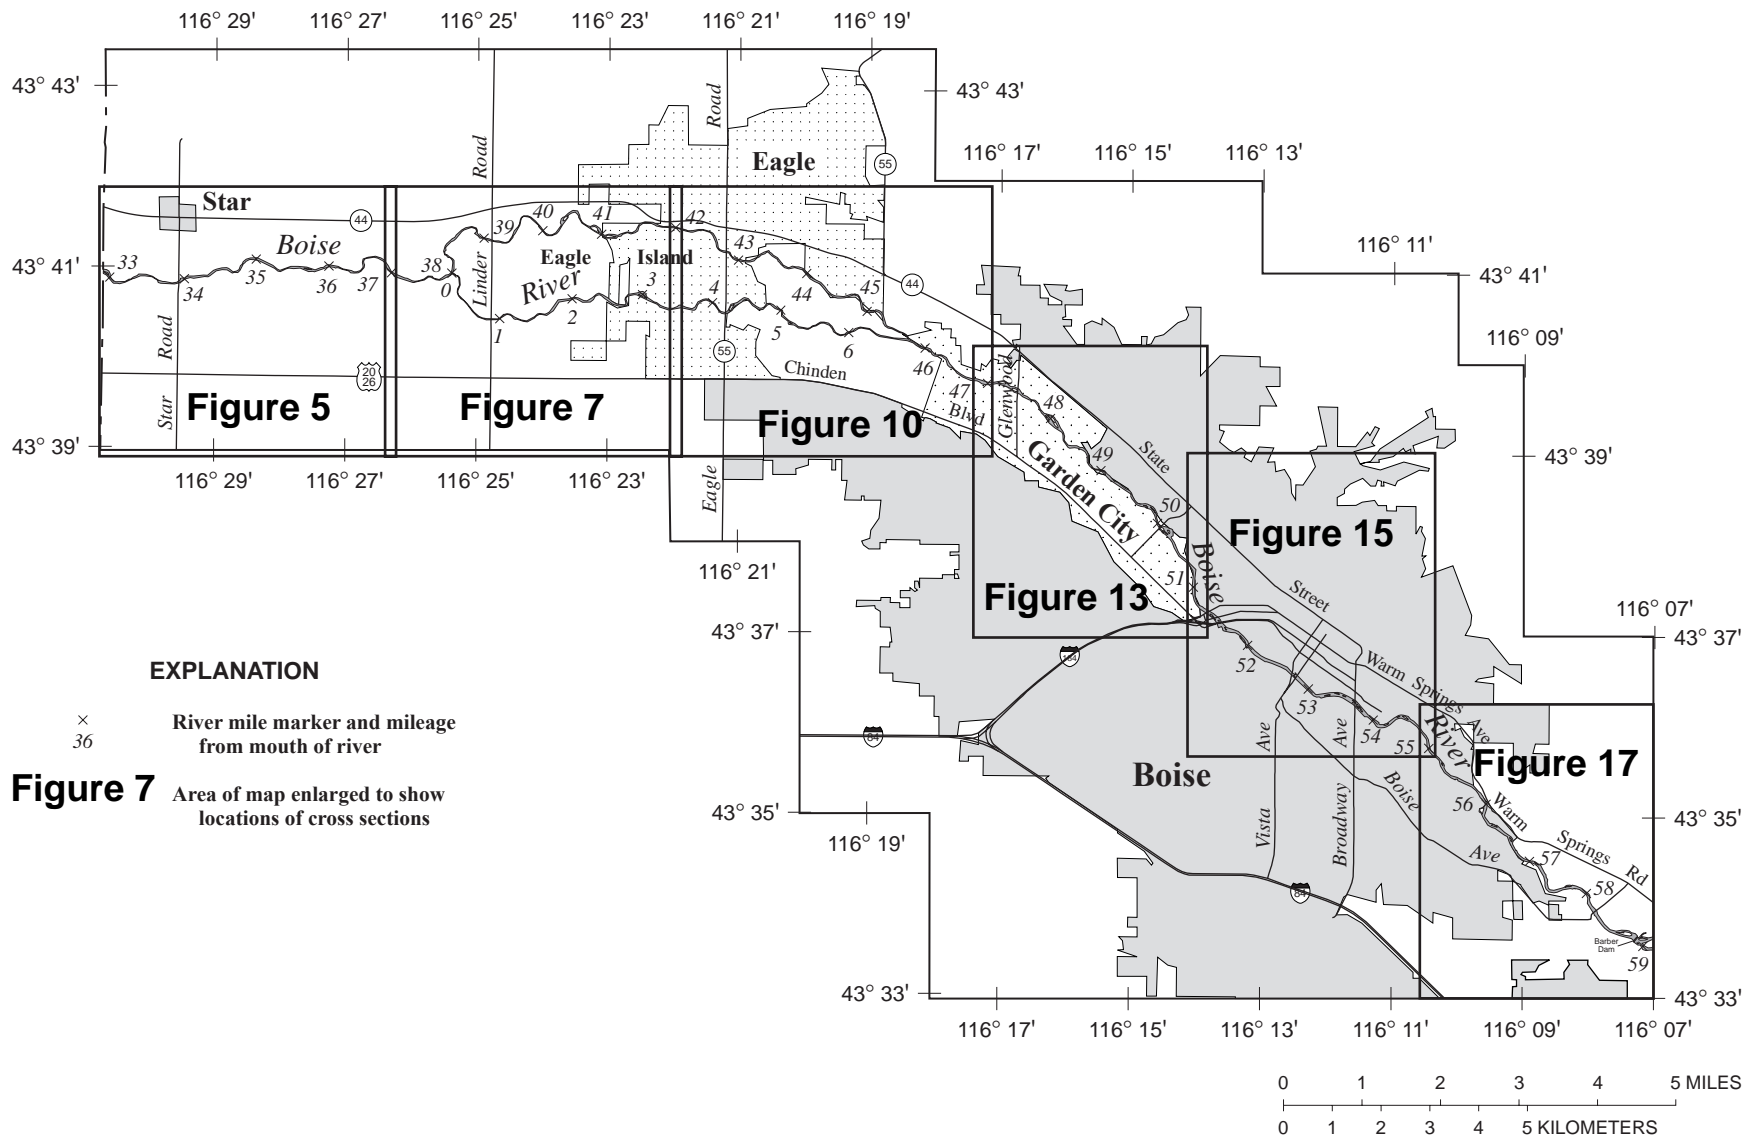 116° 29'
116° 27'
116° 25'
116° 23'
116° 21'
116° 19'
43° 43'
43° 43'
Road
Road
Eagle
55
116° 17'
116° 15'
116° 13'
Star
44
Boise
39
40
41
42
43
Eagle
Island
River
43° 41'
33
34
35
36
37
38
0
1
2
3
4
5
6
44
45
44
46
47
Linder
116° 11'
43° 41'
116° 09'
Star
Road
20
26
55
Chinden
Blvd
Glenwood
48
49
50
51
State
Street
Figure 5
Figure 7
Figure 10
43° 39'
43° 39'
116° 29'
116° 27'
116° 25'
116° 23'
Eagle
116° 21'
Garden City
Boise
Figure 15
Figure 13
116° 07'
43° 37'
43° 37'
184
52
53
54
55
Warm Springs Ave
River
Figure 17
84
Boise
Vista
Ave
Broadway
Ave
Boise
Ave
56
Warm
Springs
Rd
57
58
Barber
Dam
59
84
43° 35'
43° 35'
116° 19'
43° 33'
43° 33'
116° 17'
116° 15'
116° 13'
116° 11'
116° 09'
116° 07'
EXPLANATION
36
River mile marker and mileage
from mouth of river
Figure 7
Area of map enlarged to show
locations of cross sections
0 1 2 3 4 5 MILES
0 1 2 3 4 5 KILOMETERS